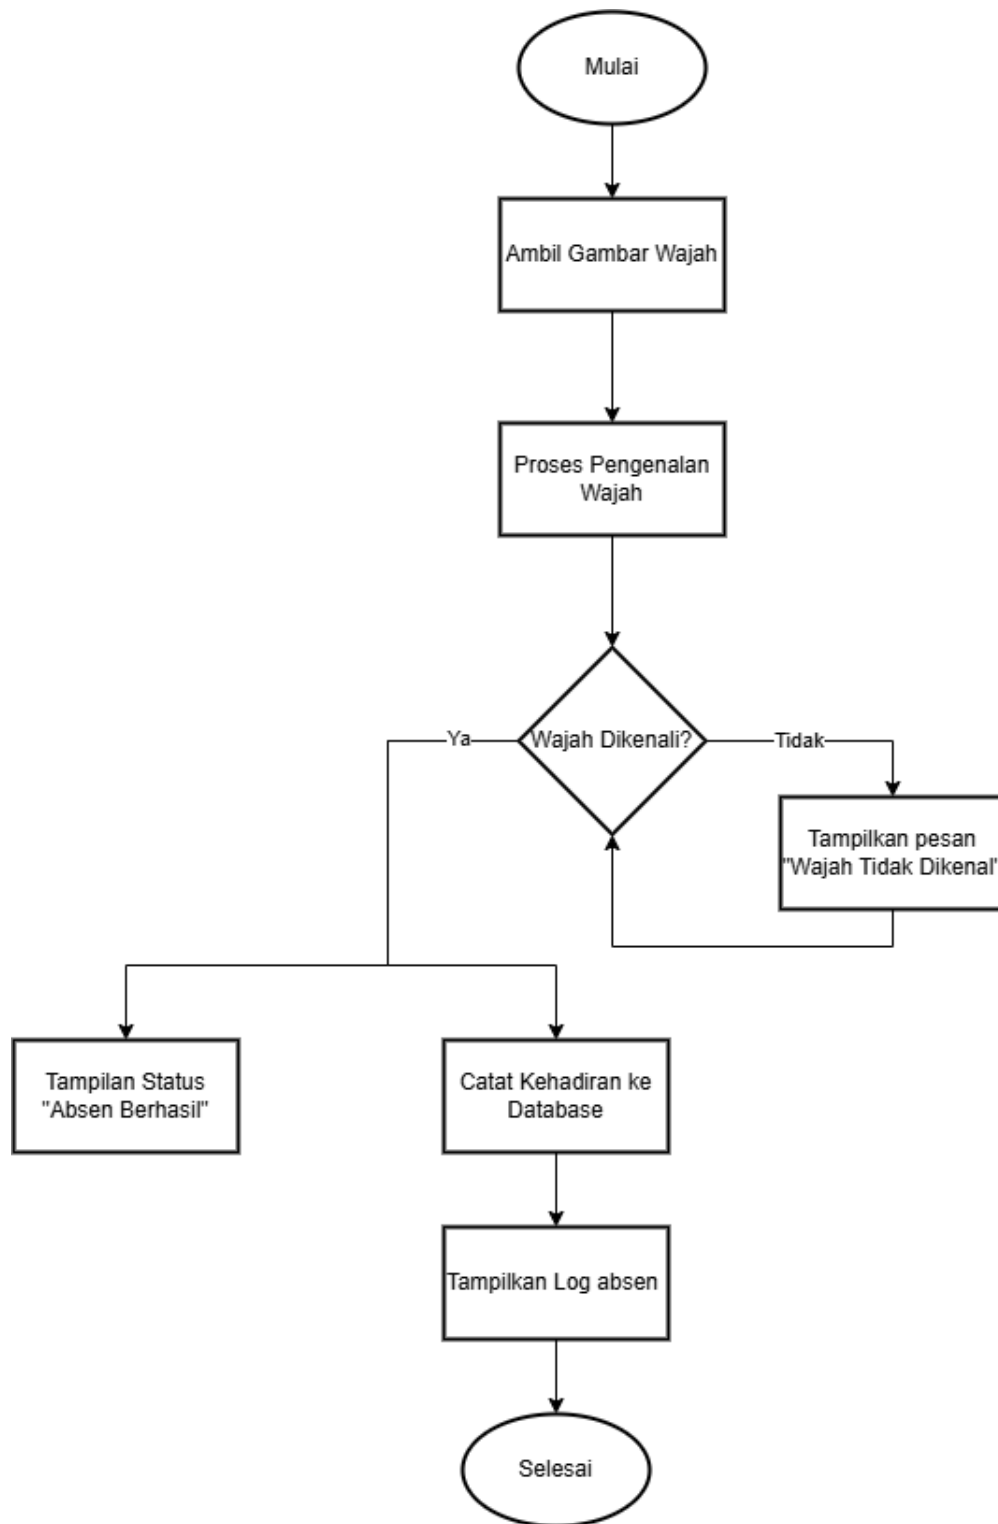 Mulai
Ambil Gambar Wajah
Proses Pengenalan
Wajah
Wajah Dikenali?
Ya
Tidak
Tampilkan pesan
"Wajah Tidak Dikenal"
Tampilan Status
"Absen Berhasil"
Catat Kehadiran ke
Database
Tampilkan Log absen
Selesai